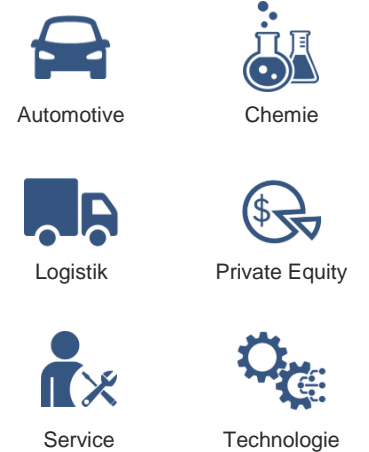 Automotive
Chemie
$
Logistik
Private Equity
Service
Technologie